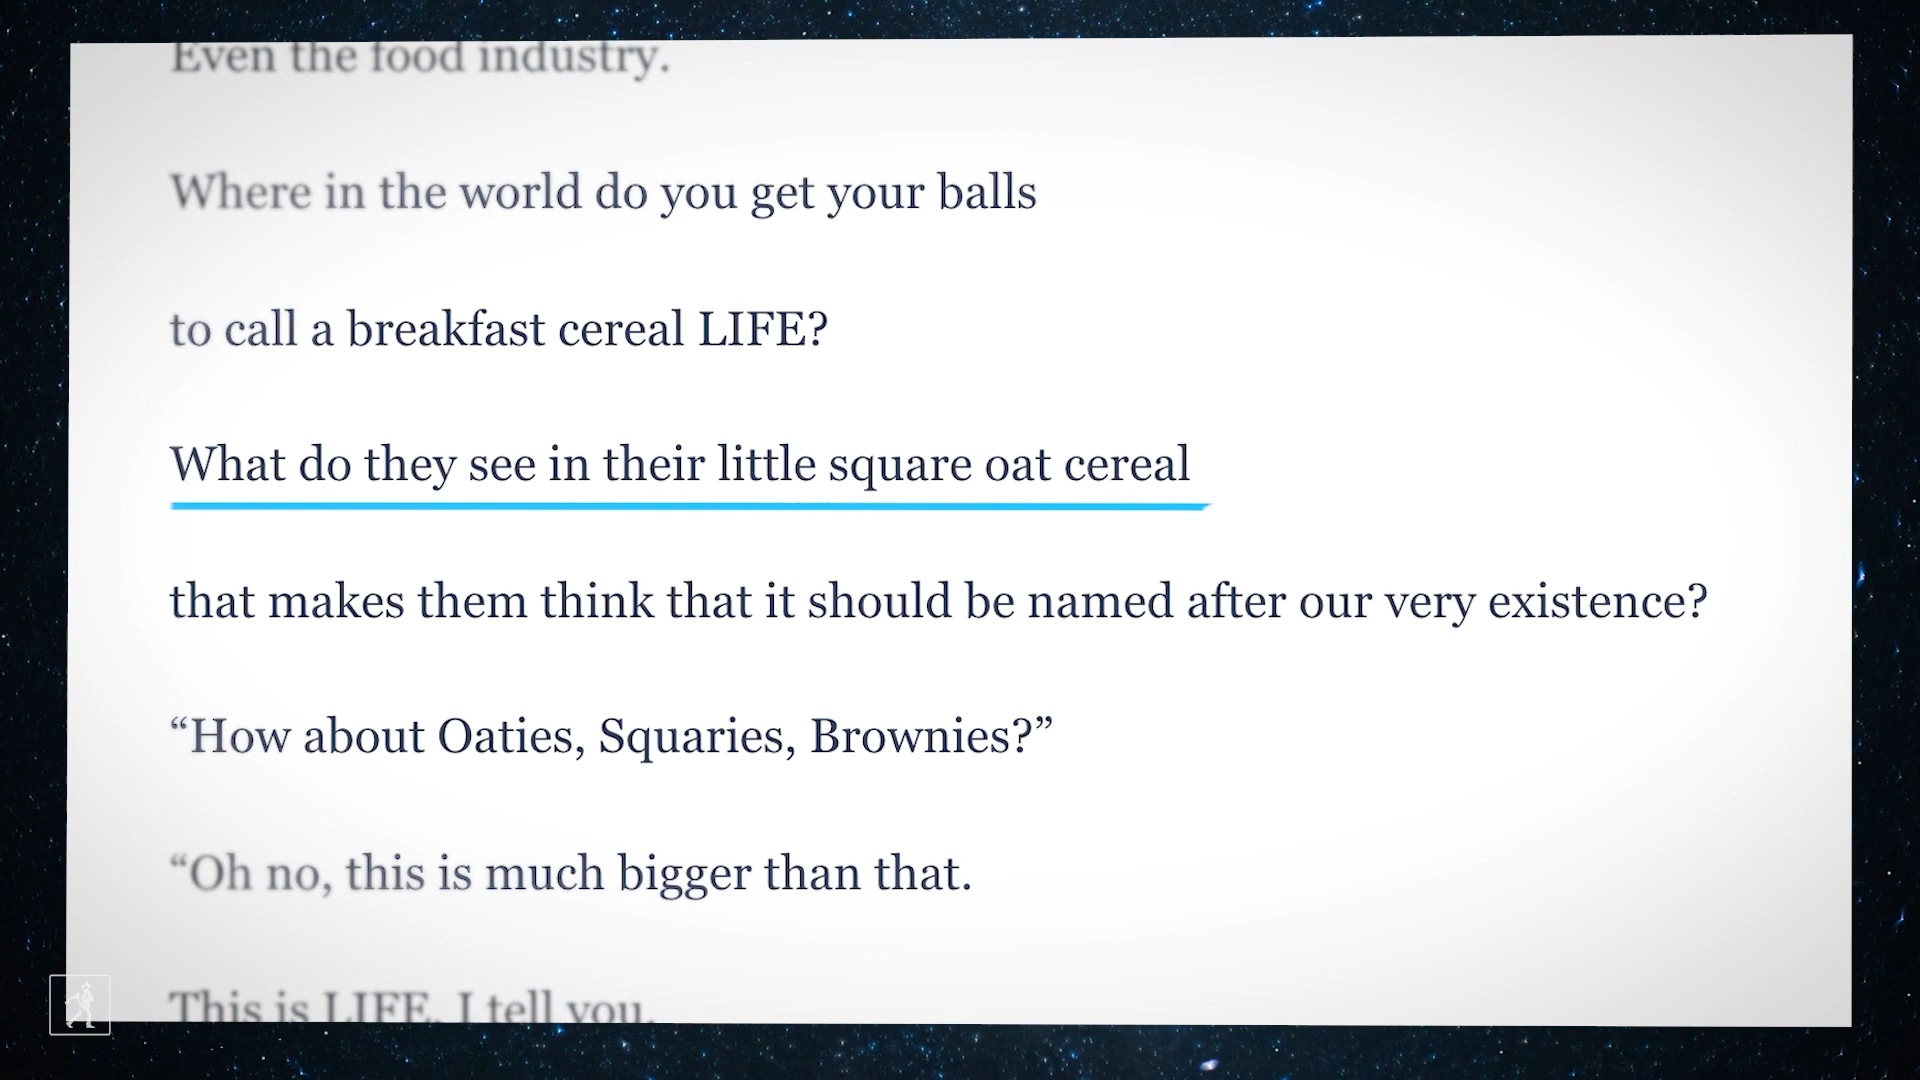 Even the food industry.
Where in the world do you get your balls
to call a breakfast cereal LIFE?
What do they see in their little square oat cereal
that makes them think that it should be named after our very existence?
“How about Oaties, Squaries, Brownies?”
“Oh no, this is much bigger than that.
This is LIFE, I tell you.